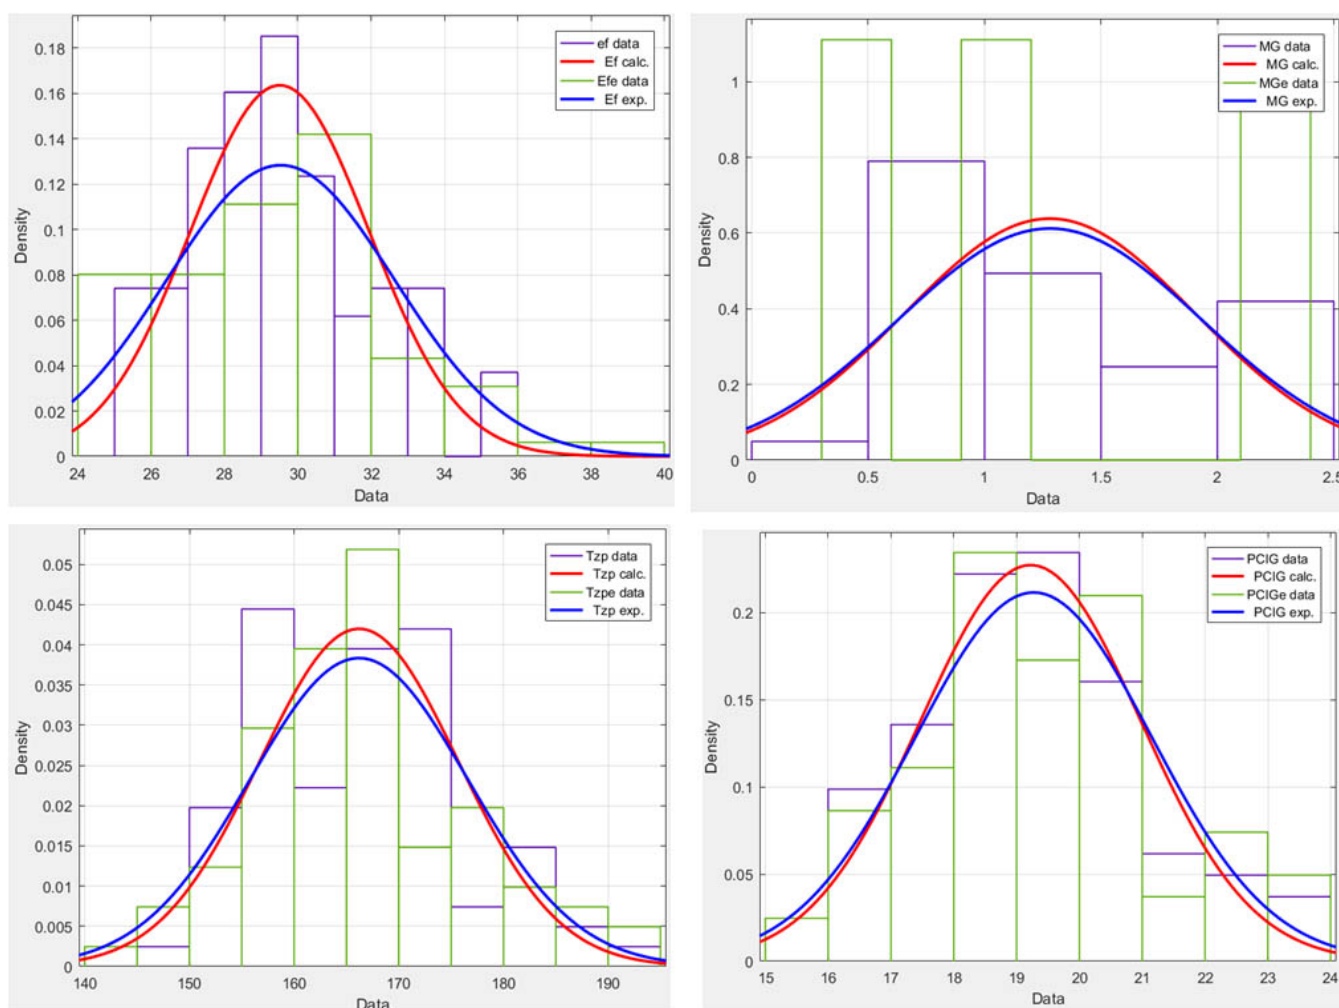 0.18
0.16
0.14
0.12
0.1
0.08
0.06
0.04
0.02
0
Density
24 26 28 30 32 34 36 38 40
Data
ef data
Ef calc.
Efe data
Ef exp.
1
0.8
0.6
0.4
0.2
0
Density
0 0.5 1 1.5 2 2.5
Data
MG data
MG calc.
MGe data
MG exp.
0.05
0.045
0.04
0.035
0.03
0.025
0.02
0.015
0.01
0.005
0
Density
140 150 160 170 180 190
Data
Tzp data
Tzp calc.
Tzpe data
Tzp exp.
0.2
0.15
0.1
0.05
0
Density
15 16 17 18 19 20 21 22 23 24
Data
PCIG data
PCIG calc.
PCIGe data
PCIG exp.